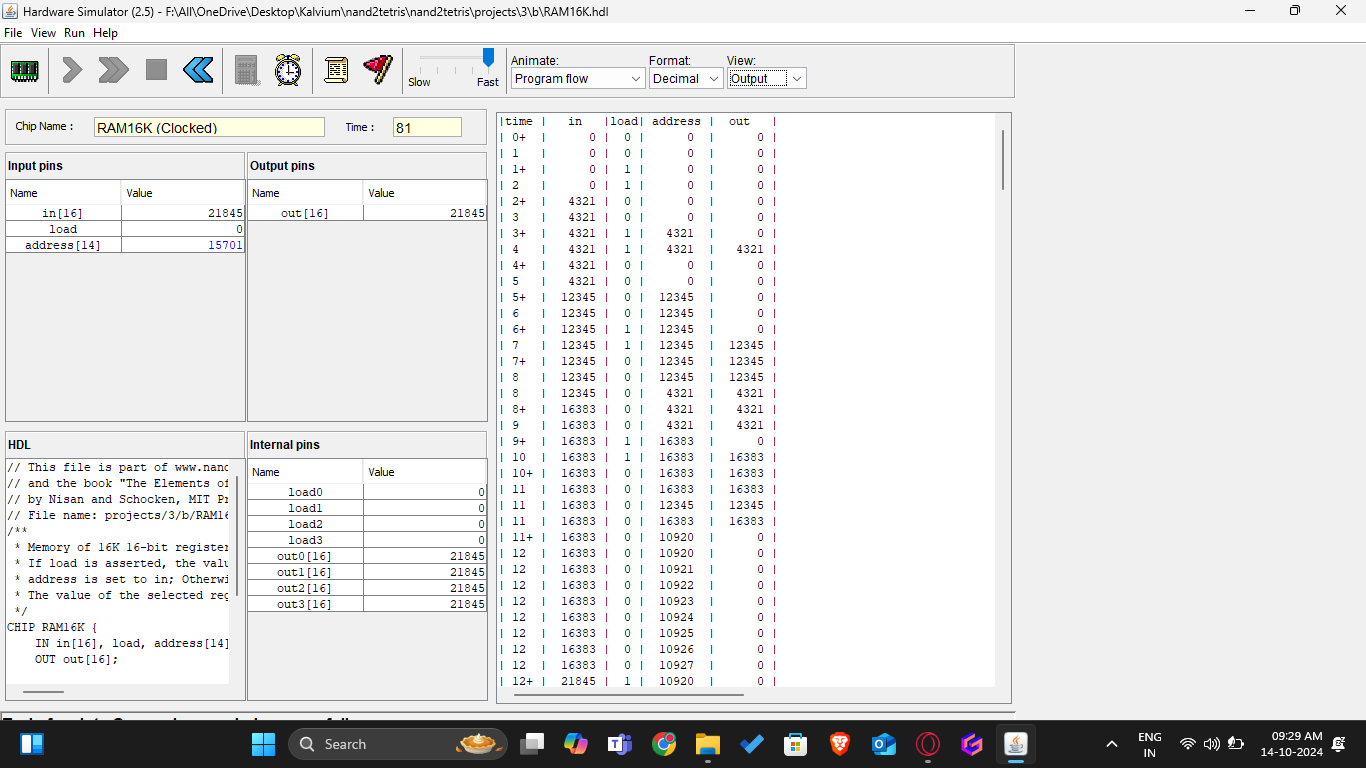 Hardware Simulator (2.5) - F:\All\OneDrive\Desktop\Kalvium\nand2tetris\nand2tetris\projects\3\b\RAM16K.hdl
File View Run Help
Animate: Format: View:
Slow Fast Program flow Decimal Output
Chip Name : RAM16K (Clocked) Time : 81
Input pins
Name Value
in[16] 21845
load 0
address[14] 15701
Output pins
Name Value
out[16] 21845
HDL
// This file is part of www.nand
// and the book "The Elements of
// by Nisan and Schocken, MIT Pr
// File name: projects/3/b/RAM16
/**
* Memory of 16K 16-bit register
* If load is asserted, the valu
* address is set to in; Otherwi
* The value of the selected reg
*/
CHIP RAM16K {
IN in[16], load, address[14]
OUT out[16];
Internal pins
Name Value
load0 0
load1 0
load2 0
load3 0
out0[16] 21845
out1[16] 21845
out2[16] 21845
out3[16] 21845
|time | in |load| address | out |
| 0+ | 0 | 0 | 0 | 0 |
| 1 | 0 | 0 | 0 | 0 |
| 1+ | 0 | 1 | 0 | 0 |
| 2 | 0 | 1 | 0 | 0 |
| 2+ | 4321 | 0 | 0 | 0 |
| 3 | 4321 | 0 | 0 | 0 |
| 3+ | 4321 | 1 | 4321 | 0 |
| 4 | 4321 | 1 | 4321 | 4321 |
| 4+ | 4321 | 0 | 0 | 0 |
| 5 | 4321 | 0 | 0 | 0 |
| 5+ | 12345 | 0 | 12345 | 0 |
| 6 | 12345 | 0 | 12345 | 0 |
| 6+ | 12345 | 1 | 12345 | 0 |
| 7 | 12345 | 1 | 12345 | 12345 |
| 7+ | 12345 | 0 | 12345 | 12345 |
| 8 | 12345 | 0 | 12345 | 12345 |
| 8 | 12345 | 0 | 4321 | 4321 |
| 8+ | 16383 | 0 | 4321 | 4321 |
| 9 | 16383 | 0 | 4321 | 4321 |
| 9+ | 16383 | 1 | 16383 | 0 |
| 10 | 16383 | 1 | 16383 | 16383 |
| 10+ | 16383 | 0 | 16383 | 16383 |
| 11 | 16383 | 0 | 16383 | 16383 |
| 11 | 16383 | 0 | 12345 | 12345 |
| 11 | 16383 | 0 | 16383 | 16383 |
| 11+ | 16383 | 0 | 10920 | 0 |
| 12 | 16383 | 0 | 10920 | 0 |
| 12 | 16383 | 0 | 10921 | 0 |
| 12 | 16383 | 0 | 10922 | 0 |
| 12 | 16383 | 0 | 10923 | 0 |
| 12 | 16383 | 0 | 10924 | 0 |
| 12 | 16383 | 0 | 10925 | 0 |
| 12 | 16383 | 0 | 10926 | 0 |
| 12 | 16383 | 0 | 10927 | 0 |
| 12+ | 21845 | 1 | 10920 | 0 |
Search
ENG
IN
09:29 AM
14-10-2024